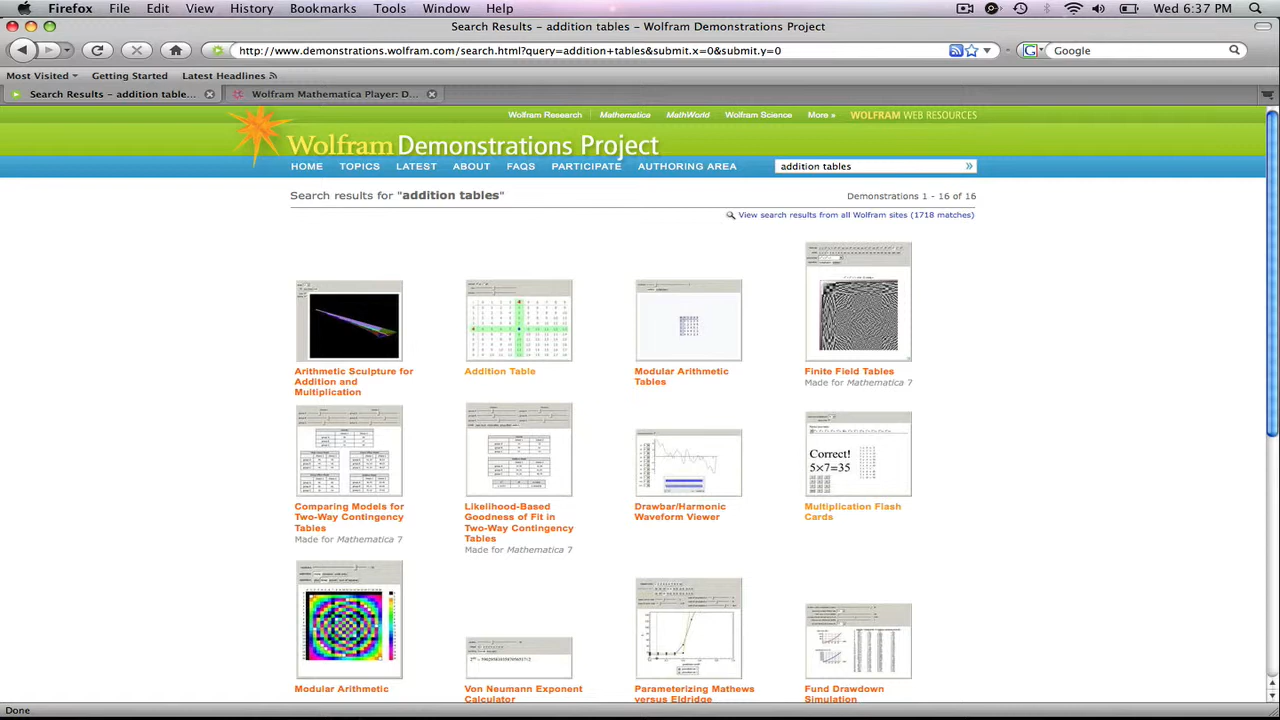 Firefox File Edit View History Bookmarks Tools Window Help Wed 6:37 PM
Search Results – addition tables – Wolfram Demonstrations Project
http://www.demonstrations.wolfram.com/search.html?query=addition+tables&submit.x=0&submit.y=0 Google
Most Visited Getting Started Latest Headlines
Search Results – addition table... Wolfram Mathematica Player: D...
Wolfram Research Mathematica MathWorld Wolfram Science More » WOLFRAM WEB RESOURCES
Wolfram Demonstrations Project
HOME TOPICS LATEST ABOUT FAQS PARTICIPATE AUTHORING AREA addition tables »
Search results for "addition tables" Demonstrations 1 - 16 of 16
View search results from all Wolfram sites (1718 matches)
Arithmetic Sculpture for Addition Table Modular Arithmetic Finite Field Tables
Addition and Tables Made for Mathematica 7
Multiplication
Correct!
5×7=35
Comparing Models for Likelihood-Based Drawbar/Harmonic Multiplication Flash
Two-Way Contingency Goodness of Fit in Waveform Viewer Cards
Tables Two-Way Contingency
Made for Mathematica 7 Tables
Made for Mathematica 7
Modular Arithmetic Von Neumann Exponent Parameterizing Mathews Fund Drawdown
Calculator versus Eldridge Simulation
Done